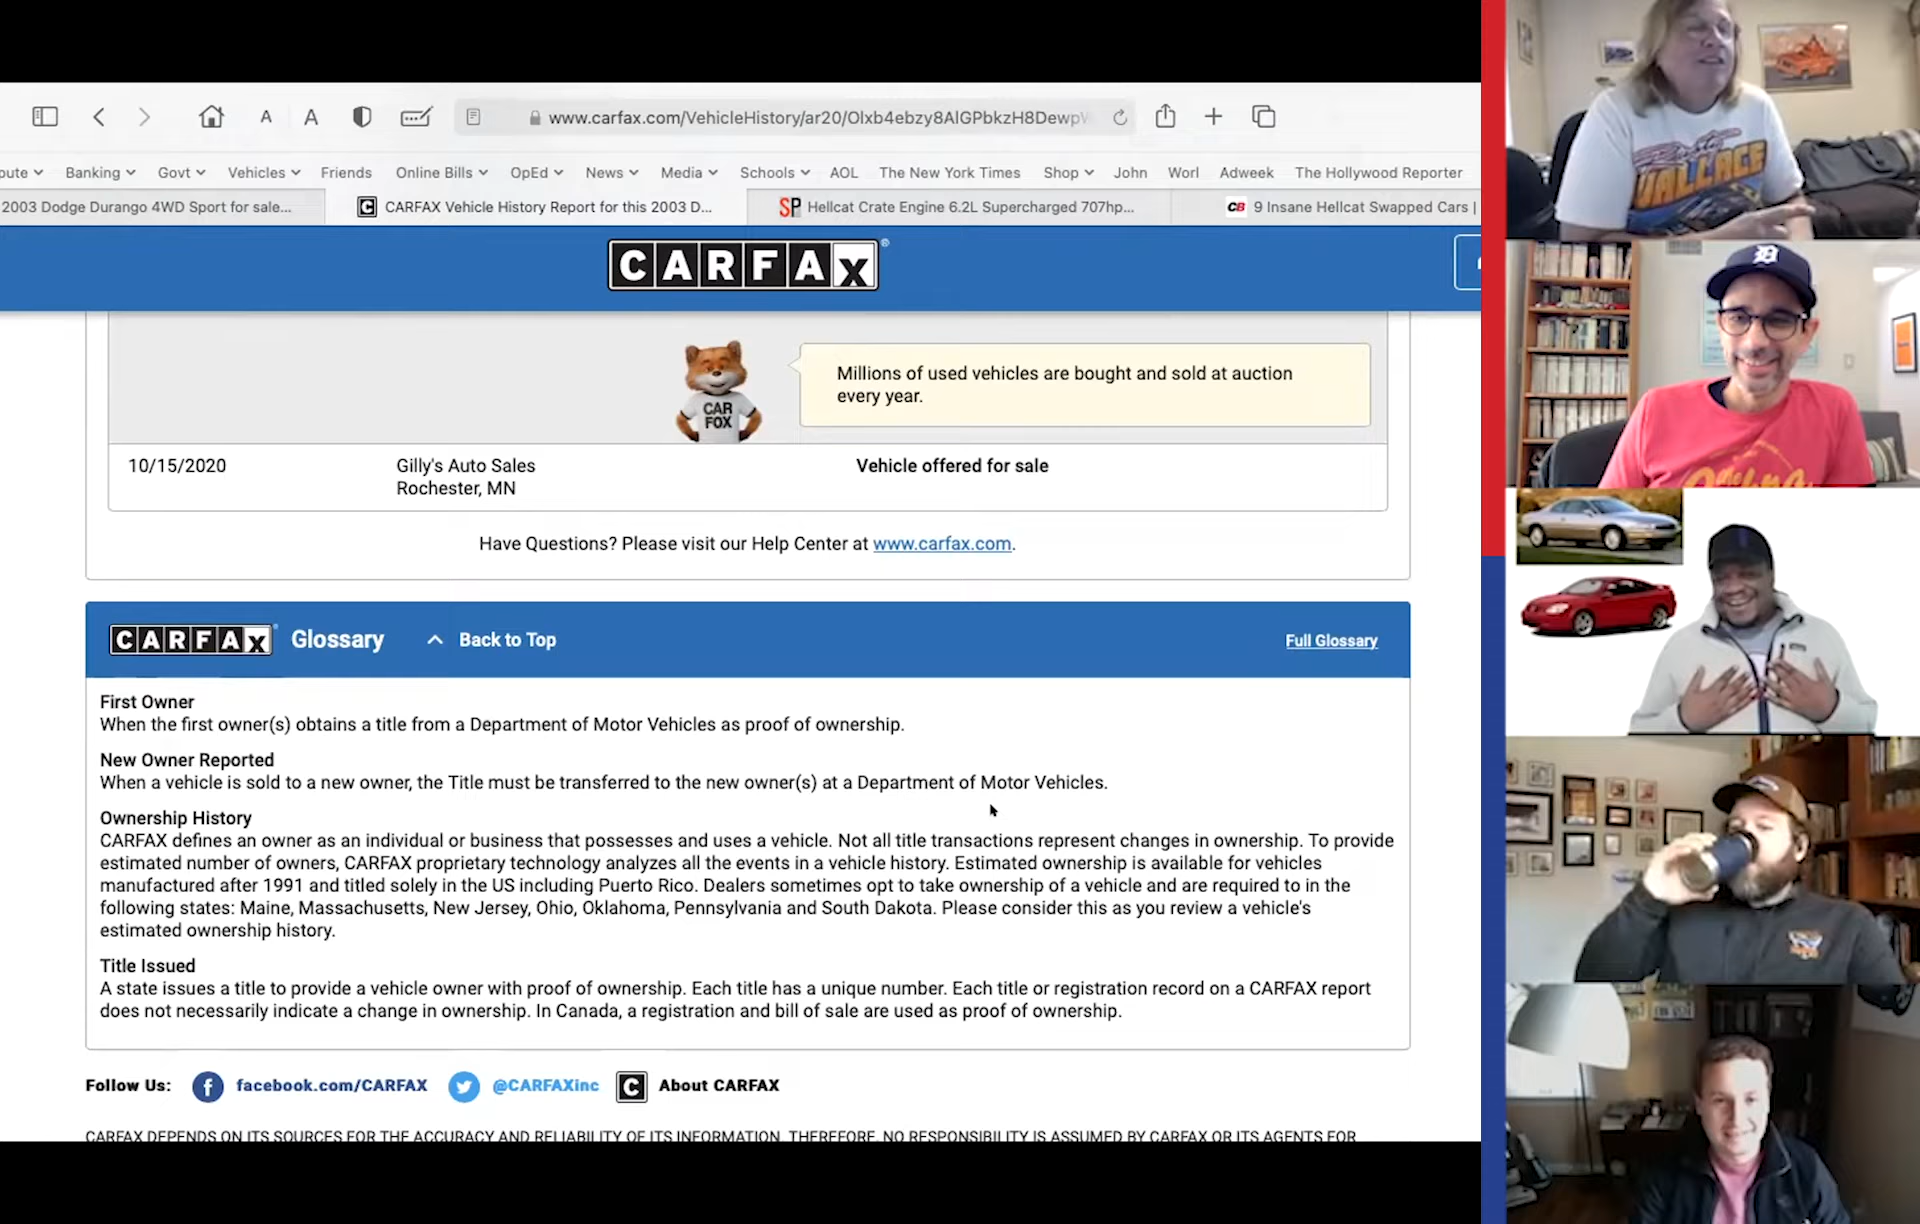 www.carfax.com/VehicleHistory/ar20/Olxb4ebzy8AlGPbkzH8DewpV
A A
pute Banking Govt Vehicles Friends Online Bills OpEd News Media Schools AOL The New York Times Shop John Worl Adweek The Hollywood Reporter
2003 Dodge Durango 4WD Sport for sale... CARFAX Vehicle History Report for this 2003 D... SP Hellcat Crate Engine 6.2L Supercharged 707hp... CB 9 Insane Hellcat Swapped Cars |
CARFAX®
CAR
FOX
Millions of used vehicles are bought and sold at auction
every year.
10/15/2020 Gilly's Auto Sales Vehicle offered for sale
Rochester, MN
Have Questions? Please visit our Help Center at www.carfax.com.
CARFAX Glossary Back to Top Full Glossary
First Owner
When the first owner(s) obtains a title from a Department of Motor Vehicles as proof of ownership.
New Owner Reported
When a vehicle is sold to a new owner, the Title must be transferred to the new owner(s) at a Department of Motor Vehicles.
Ownership History
CARFAX defines an owner as an individual or business that possesses and uses a vehicle. Not all title transactions represent changes in ownership. To provide
estimated number of owners, CARFAX proprietary technology analyzes all the events in a vehicle history. Estimated ownership is available for vehicles
manufactured after 1991 and titled solely in the US including Puerto Rico. Dealers sometimes opt to take ownership of a vehicle and are required to in the
following states: Maine, Massachusetts, New Jersey, Ohio, Oklahoma, Pennsylvania and South Dakota. Please consider this as you review a vehicle's
estimated ownership history.
Title Issued
A state issues a title to provide a vehicle owner with proof of ownership. Each title has a unique number. Each title or registration record on a CARFAX report
does not necessarily indicate a change in ownership. In Canada, a registration and bill of sale are used as proof of ownership.
Follow Us: facebook.com/CARFAX @CARFAXinc C About CARFAX
CARFAX DEPENDS ON ITS SOURCES FOR THE ACCURACY AND RELIABILITY OF ITS INFORMATION. THEREFORE, NO RESPONSIBILITY IS ASSUMED BY CARFAX OR ITS AGENTS FOR
WALLACE
D